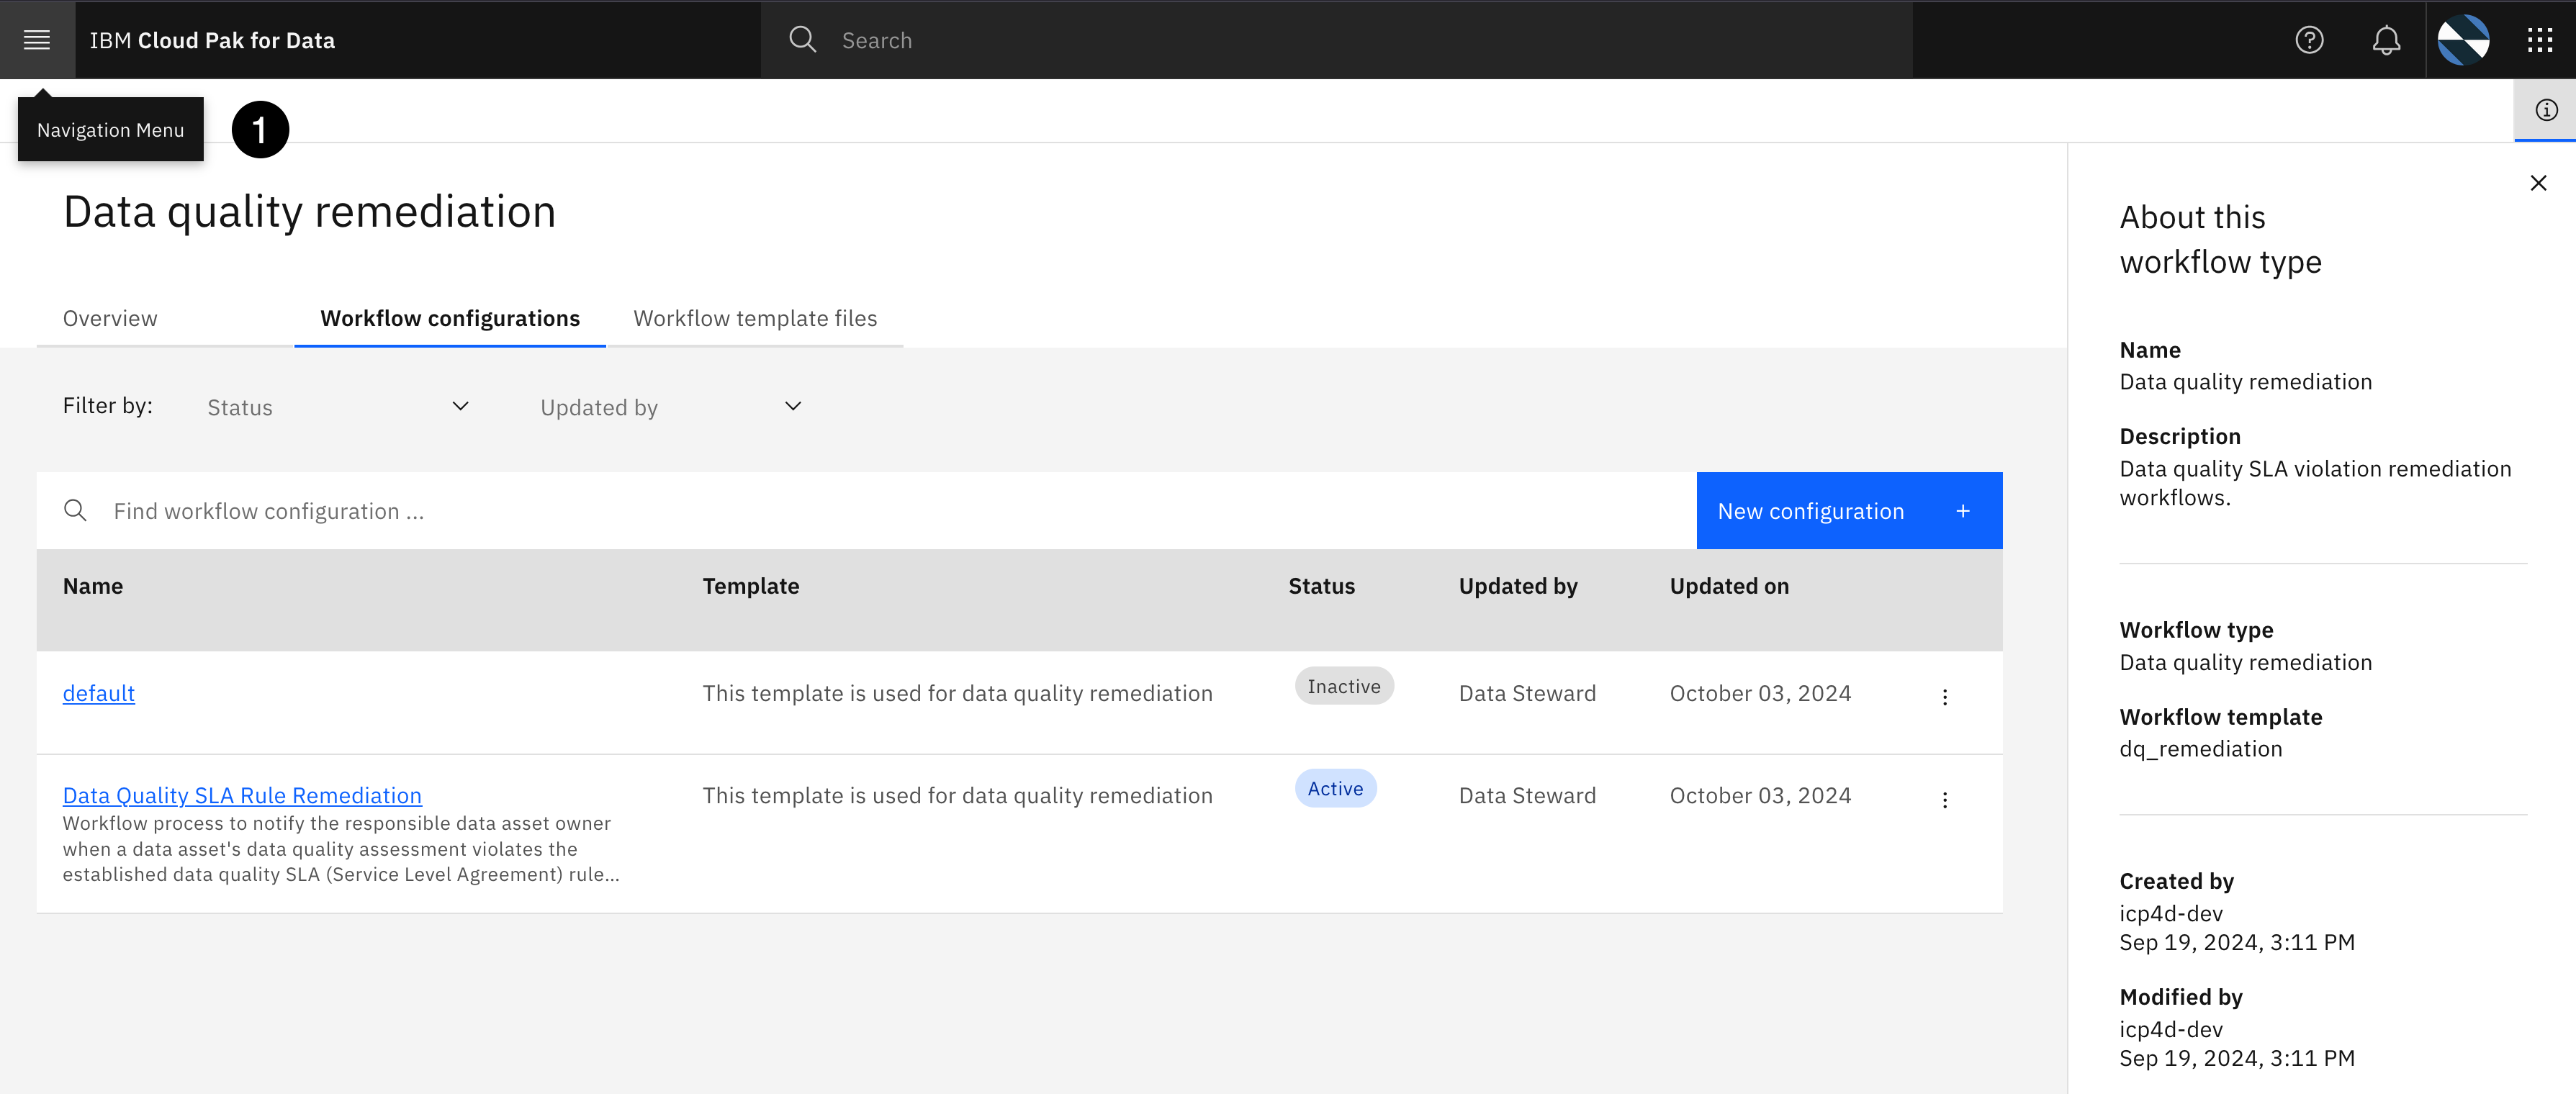 IBM Cloud Pak for Data
Search
Navigation Menu
1
Data quality remediation
Overview
Workflow configurations
Workflow template files
Filter by:
Status
Updated by
Find workflow configuration ...
New configuration +
Name Template Status Updated by Updated on
default This template is used for data quality remediation Inactive Data Steward October 03, 2024
Data Quality SLA Rule Remediation This template is used for data quality remediation Active Data Steward October 03, 2024
Workflow process to notify the responsible data asset owner
when a data asset's data quality assessment violates the
established data quality SLA (Service Level Agreement) rule...
About this
workflow type
Name
Data quality remediation
Description
Data quality SLA violation remediation
workflows.
Workflow type
Data quality remediation
Workflow template
dq_remediation
Created by
icp4d-dev
Sep 19, 2024, 3:11 PM
Modified by
icp4d-dev
Sep 19, 2024, 3:11 PM